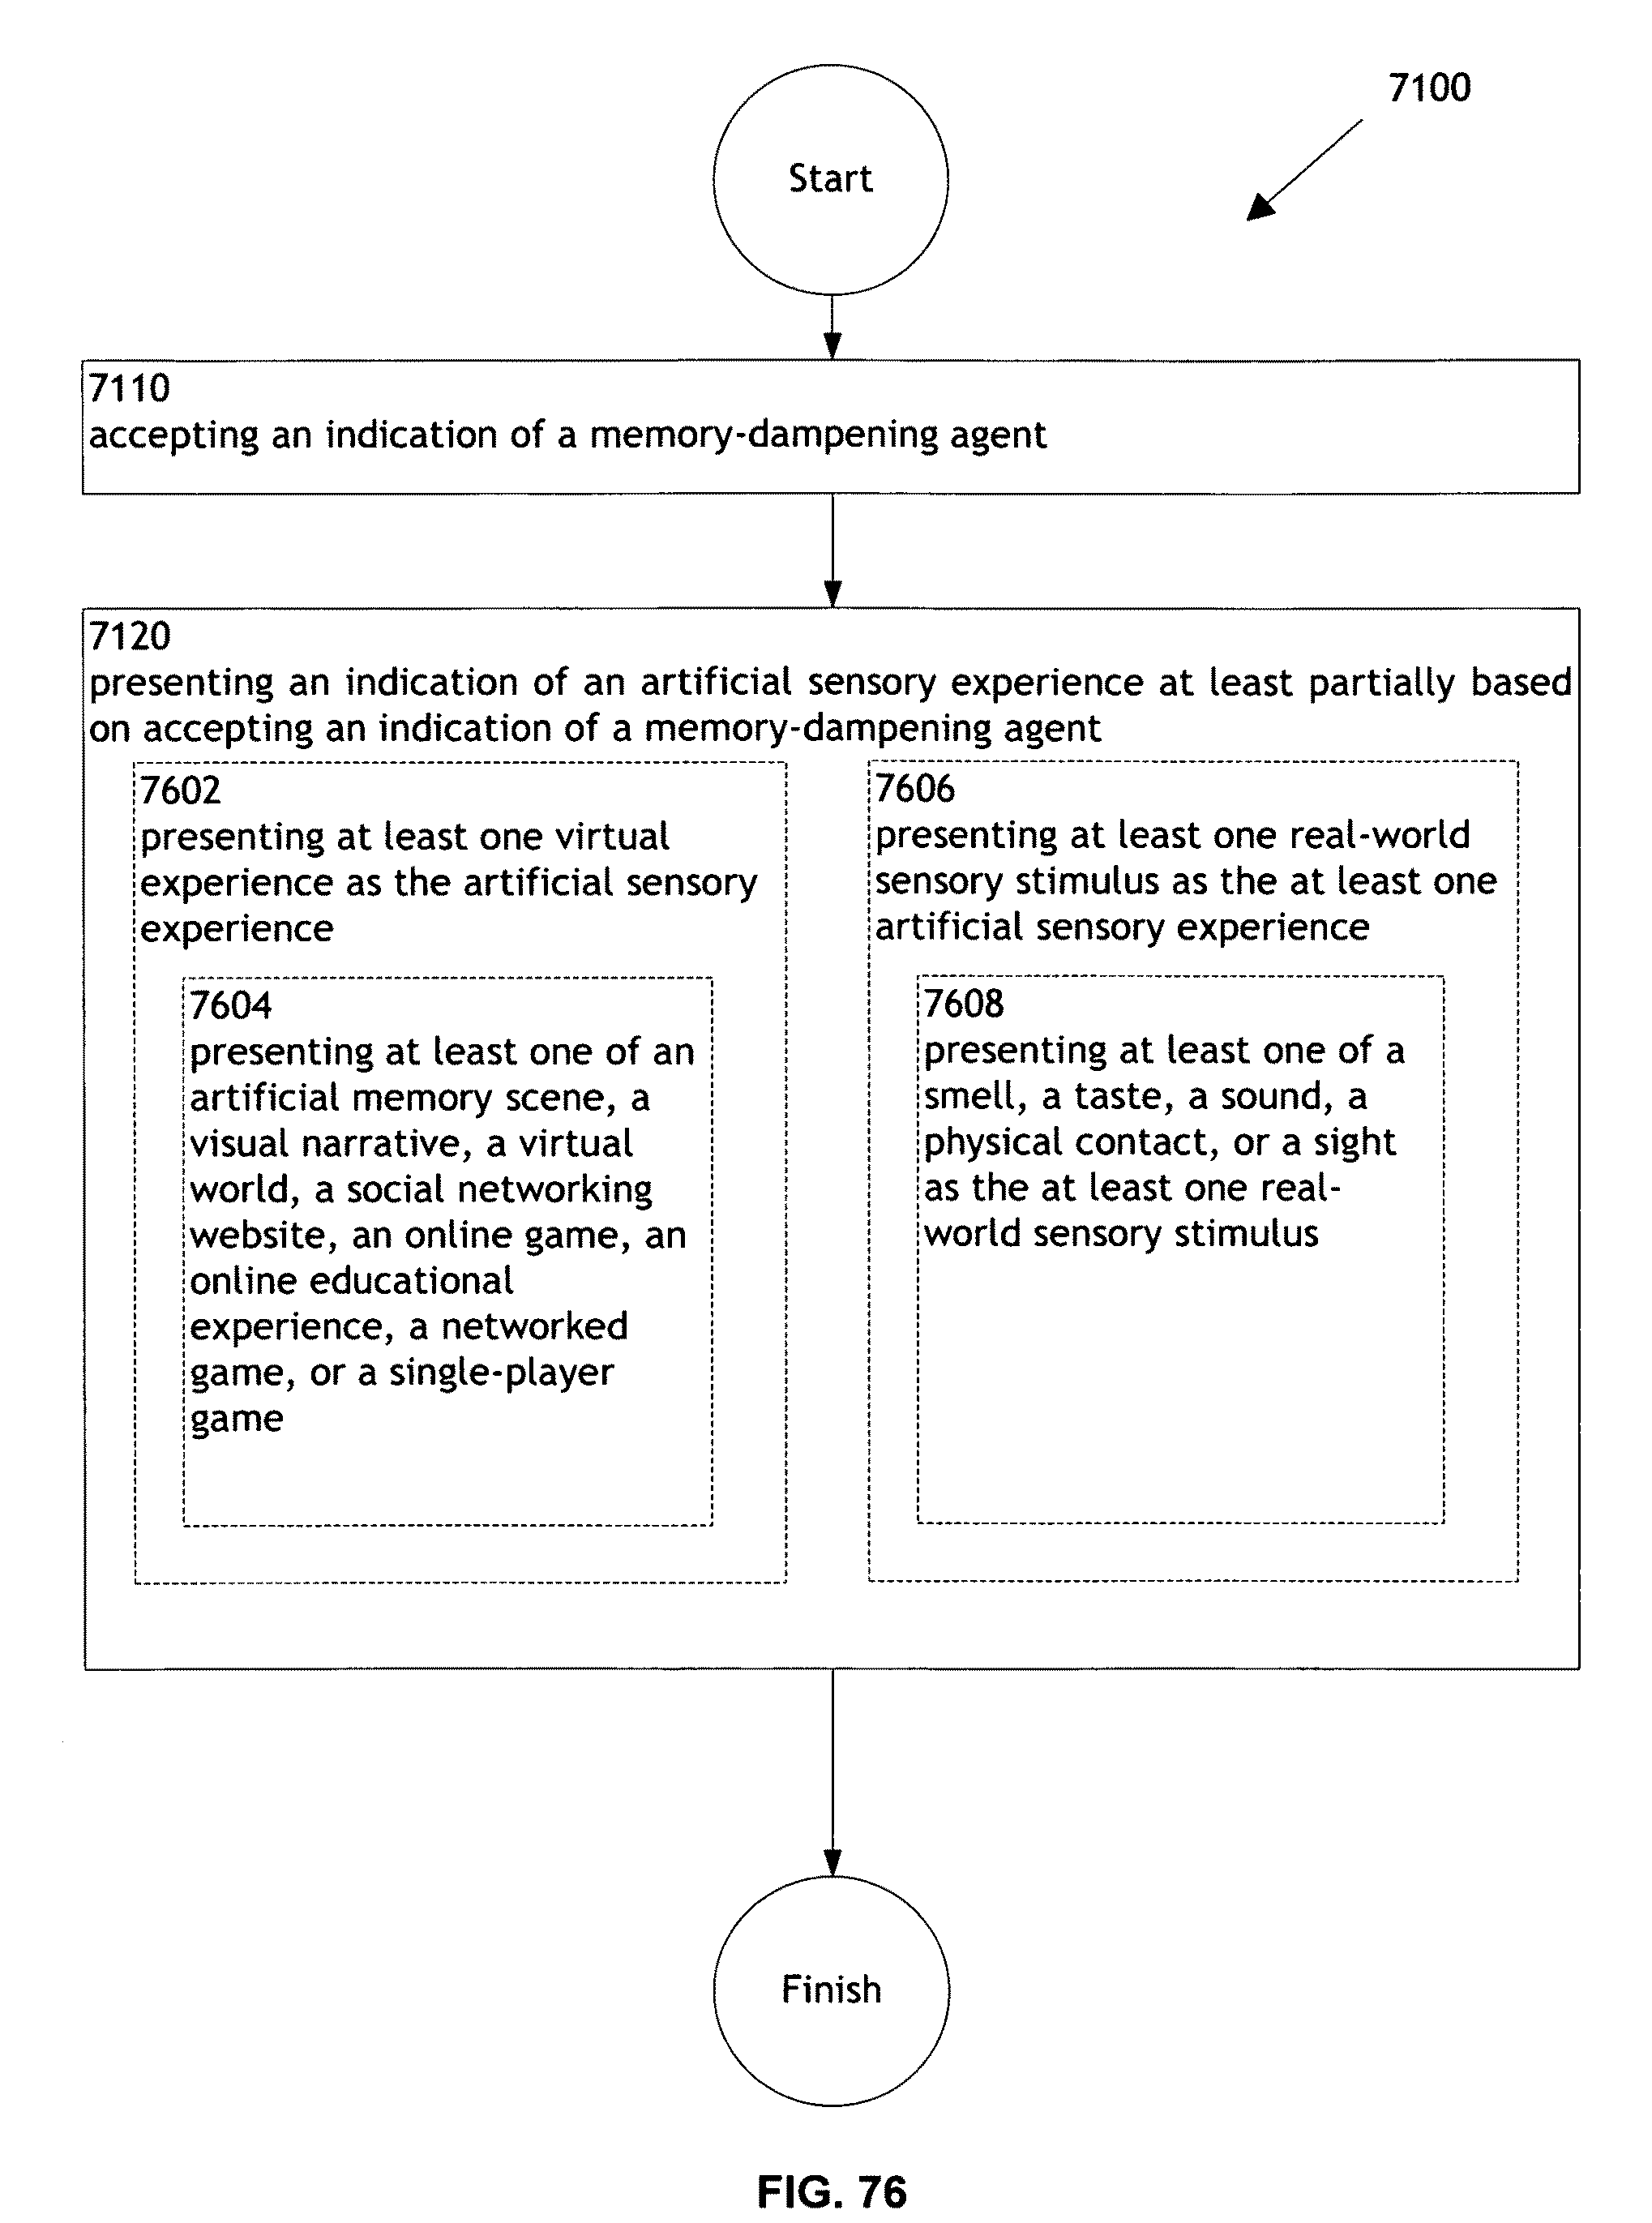 7100
Start
7110
accepting an indication of a memory-dampening agent
7120
presenting an indication of an artificial sensory experience at least partially based
on accepting an indication of a memory-dampening agent
7602
presenting at least one virtual
experience as the artificial sensory
experience
7604
presenting at least one of an
artificial memory scene, a
visual narrative, a virtual
world, a social networking
website, an online game, an
online educational
experience, a networked
game, or a single-player
game
7606
presenting at least one real-world
sensory stimulus as the at least one
artificial sensory experience
7608
presenting at least one of a
smell, a taste, a sound, a
physical contact, or a sight
as the at least one real-
world sensory stimulus
Finish
FIG. 76